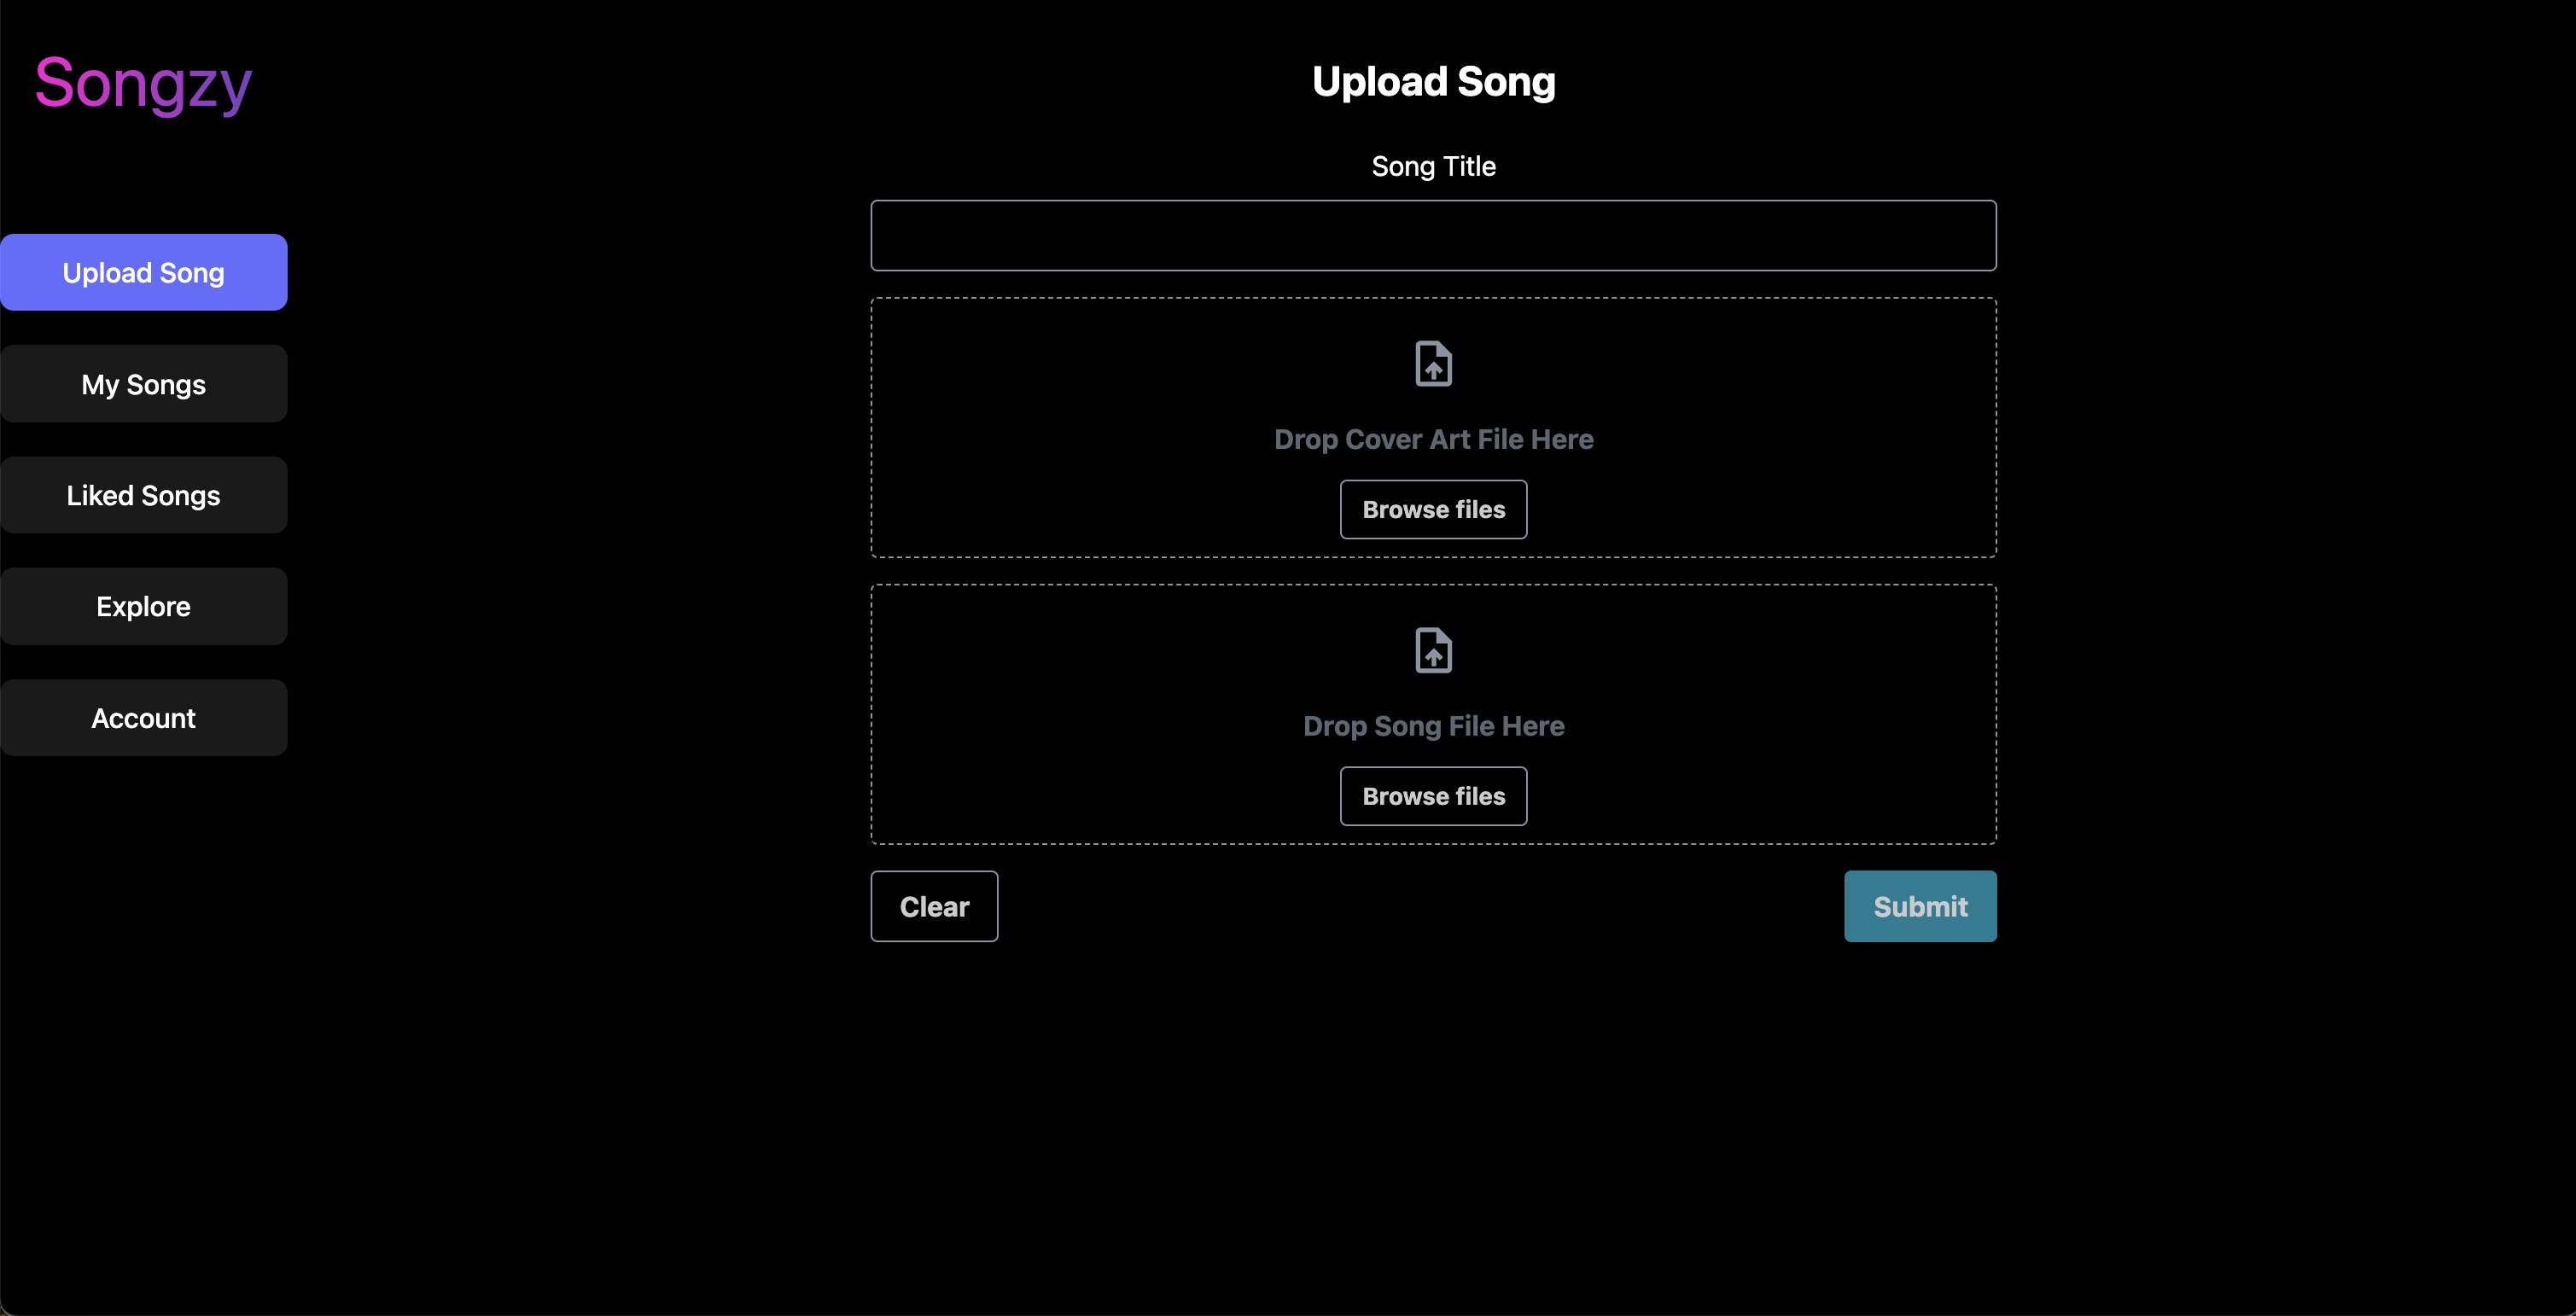 Songzy
Upload Song
My Songs
Liked Songs
Explore
Account
Upload Song
Song Title
Drop Cover Art File Here
Browse files
Drop Song File Here
Browse files
Clear
Submit